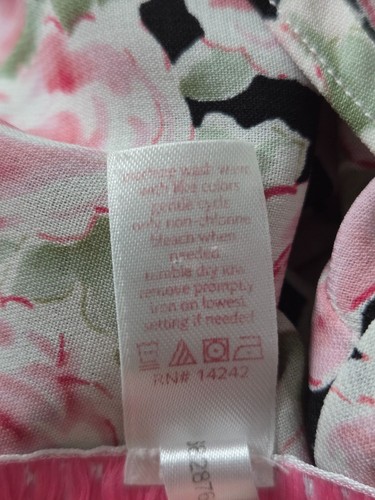 machine wash warm
with like colors
gentle cycle
only non-chlorine
bleach when
needed
tumble dry low
remove promptly
iron on lowest
setting if needed
RN# 14242